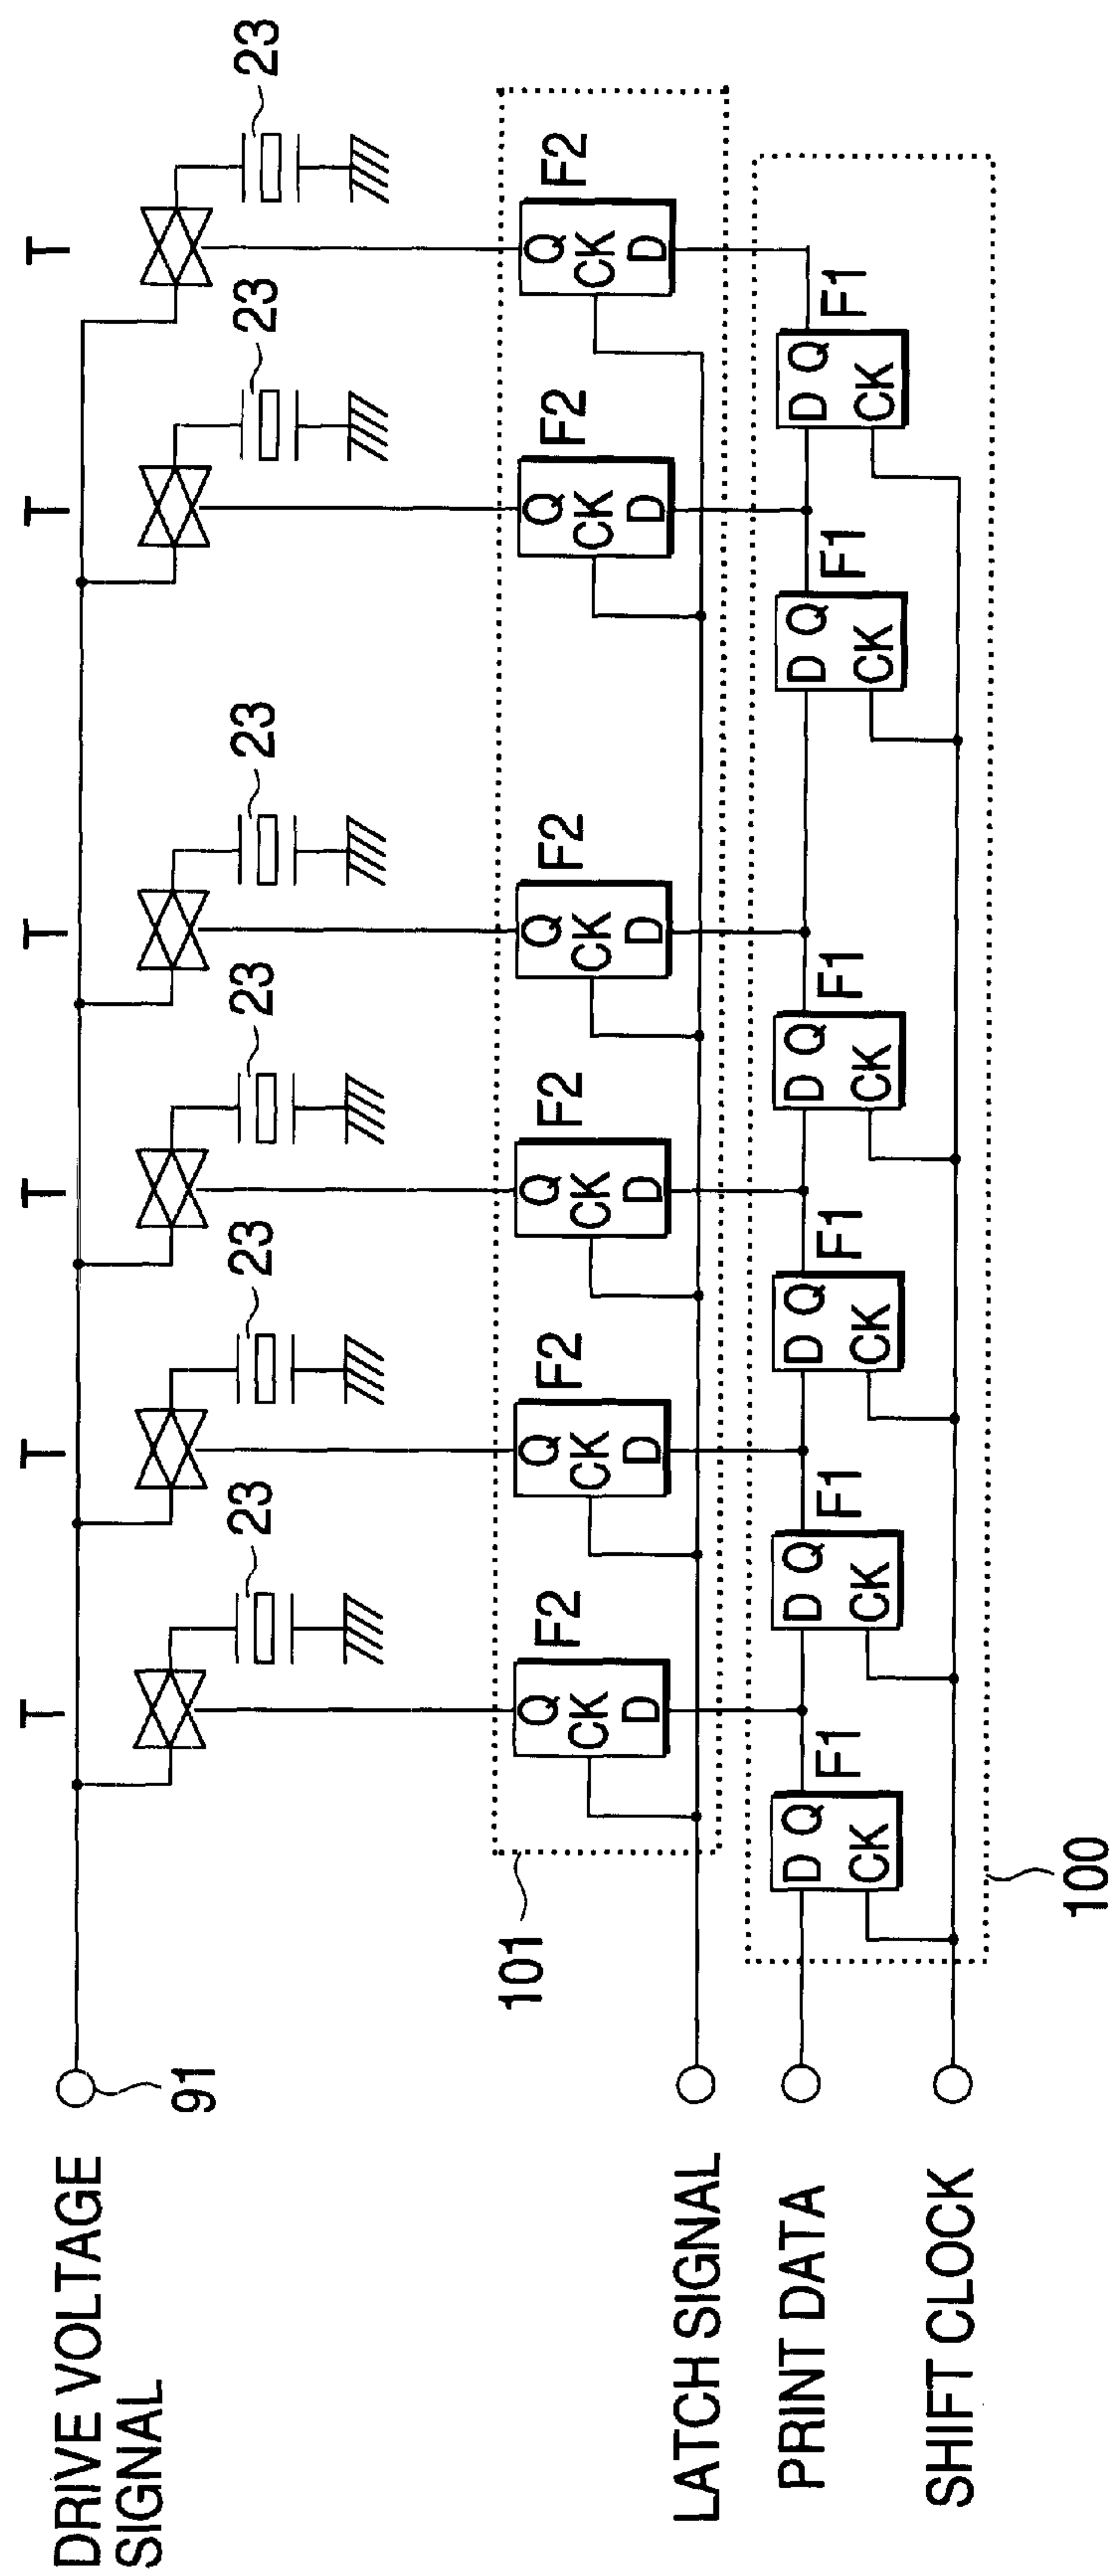 T
T
T
T
T
T
DRIVE VOLTAGE
SIGNAL
91
23
23
23
23
23
23
101
F2
F2
F2
F2
F2
F2
Q
CK
D
Q
CK
D
Q
CK
D
Q
CK
D
Q
CK
D
Q
CK
D
LATCH SIGNAL
PRINT DATA
F1
F1
F1
F1
F1
F1
D Q
CK
D Q
CK
D Q
CK
D Q
CK
D Q
CK
D Q
CK
SHIFT CLOCK
100